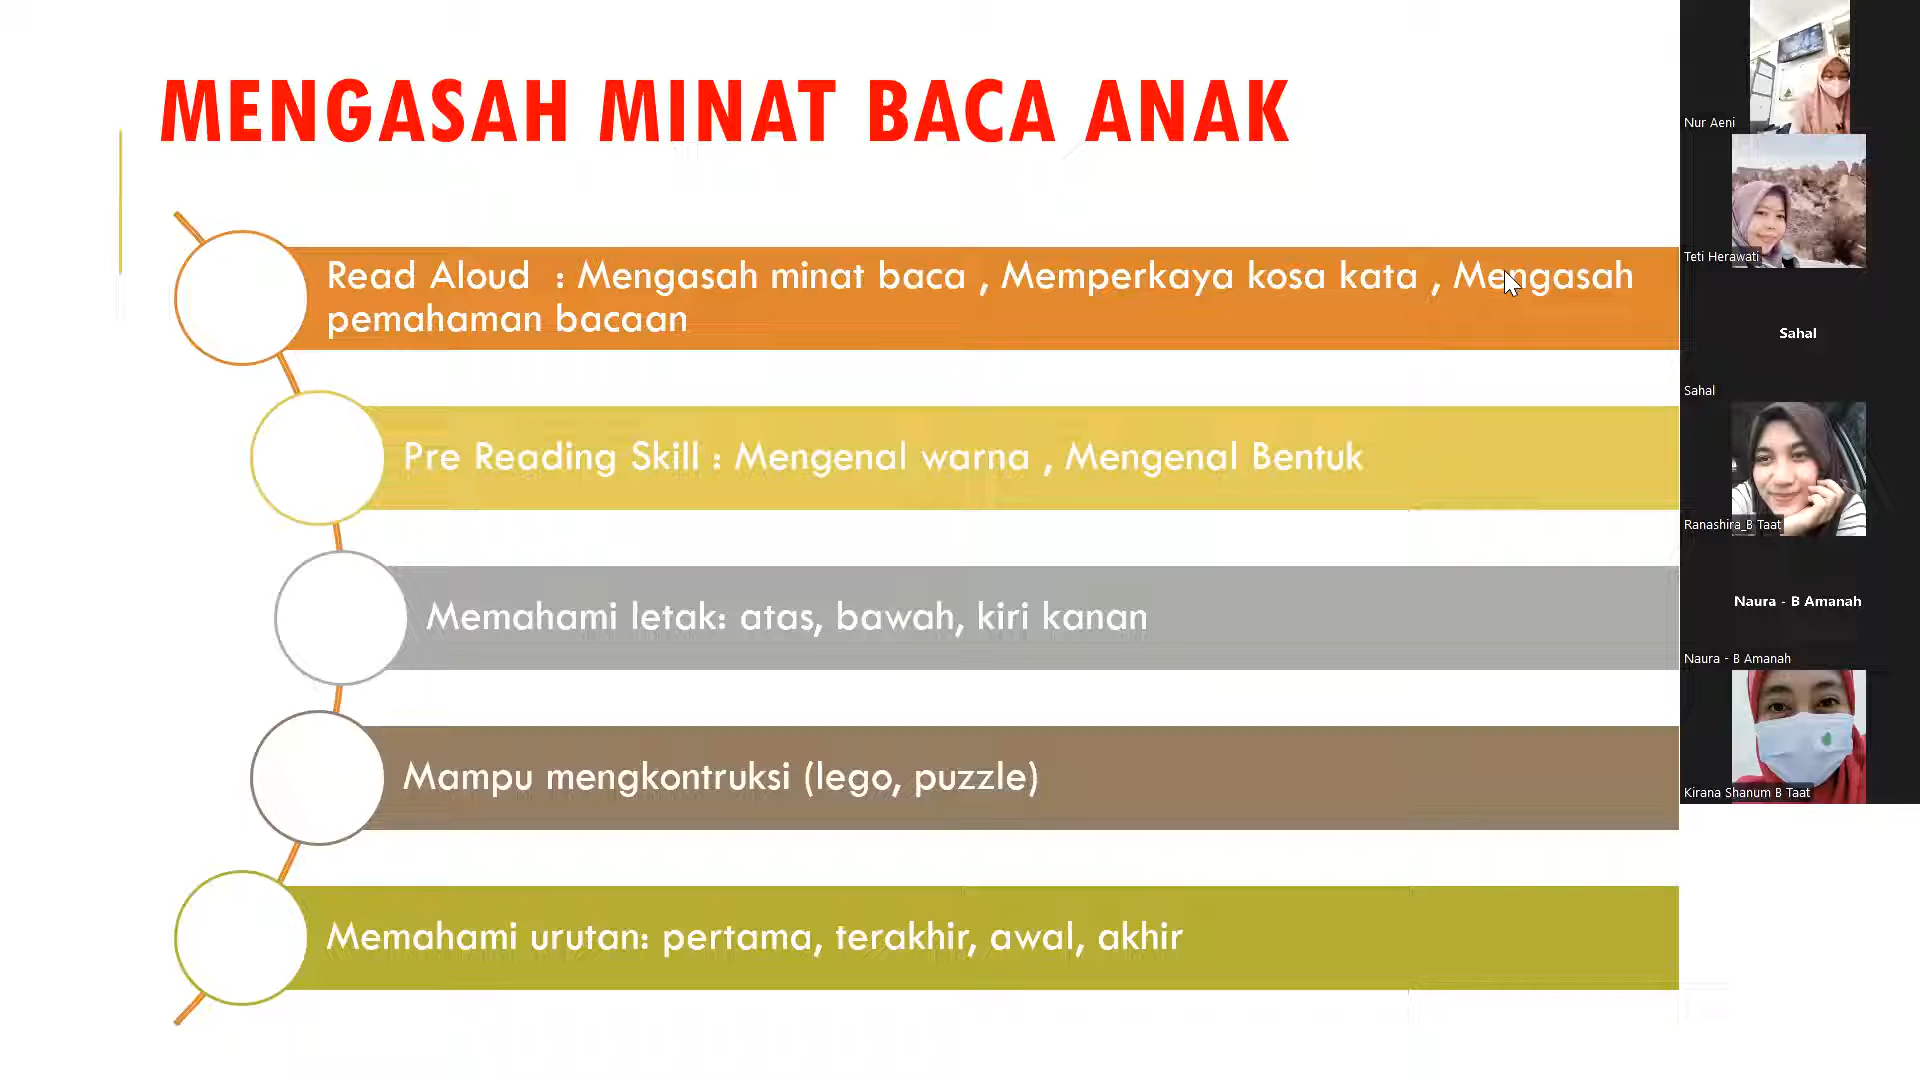 MENGASAH MINAT BACA ANAK
Read Aloud : Mengasah minat baca , Memperkaya kosa kata , Mengasah
pemahaman bacaan
Pre Reading Skill : Mengenal warna , Mengenal Bentuk
Memahami letak: atas, bawah, kiri kanan
Mampu mengkontruksi (lego, puzzle)
Memahami urutan: pertama, terakhir, awal, akhir
Nur Aeni
Teti Herawati
Sahal
Sahal
Ranashira_B Taat
Naura - B Amanah
Naura - B Amanah
Kirana Shanum B Taat